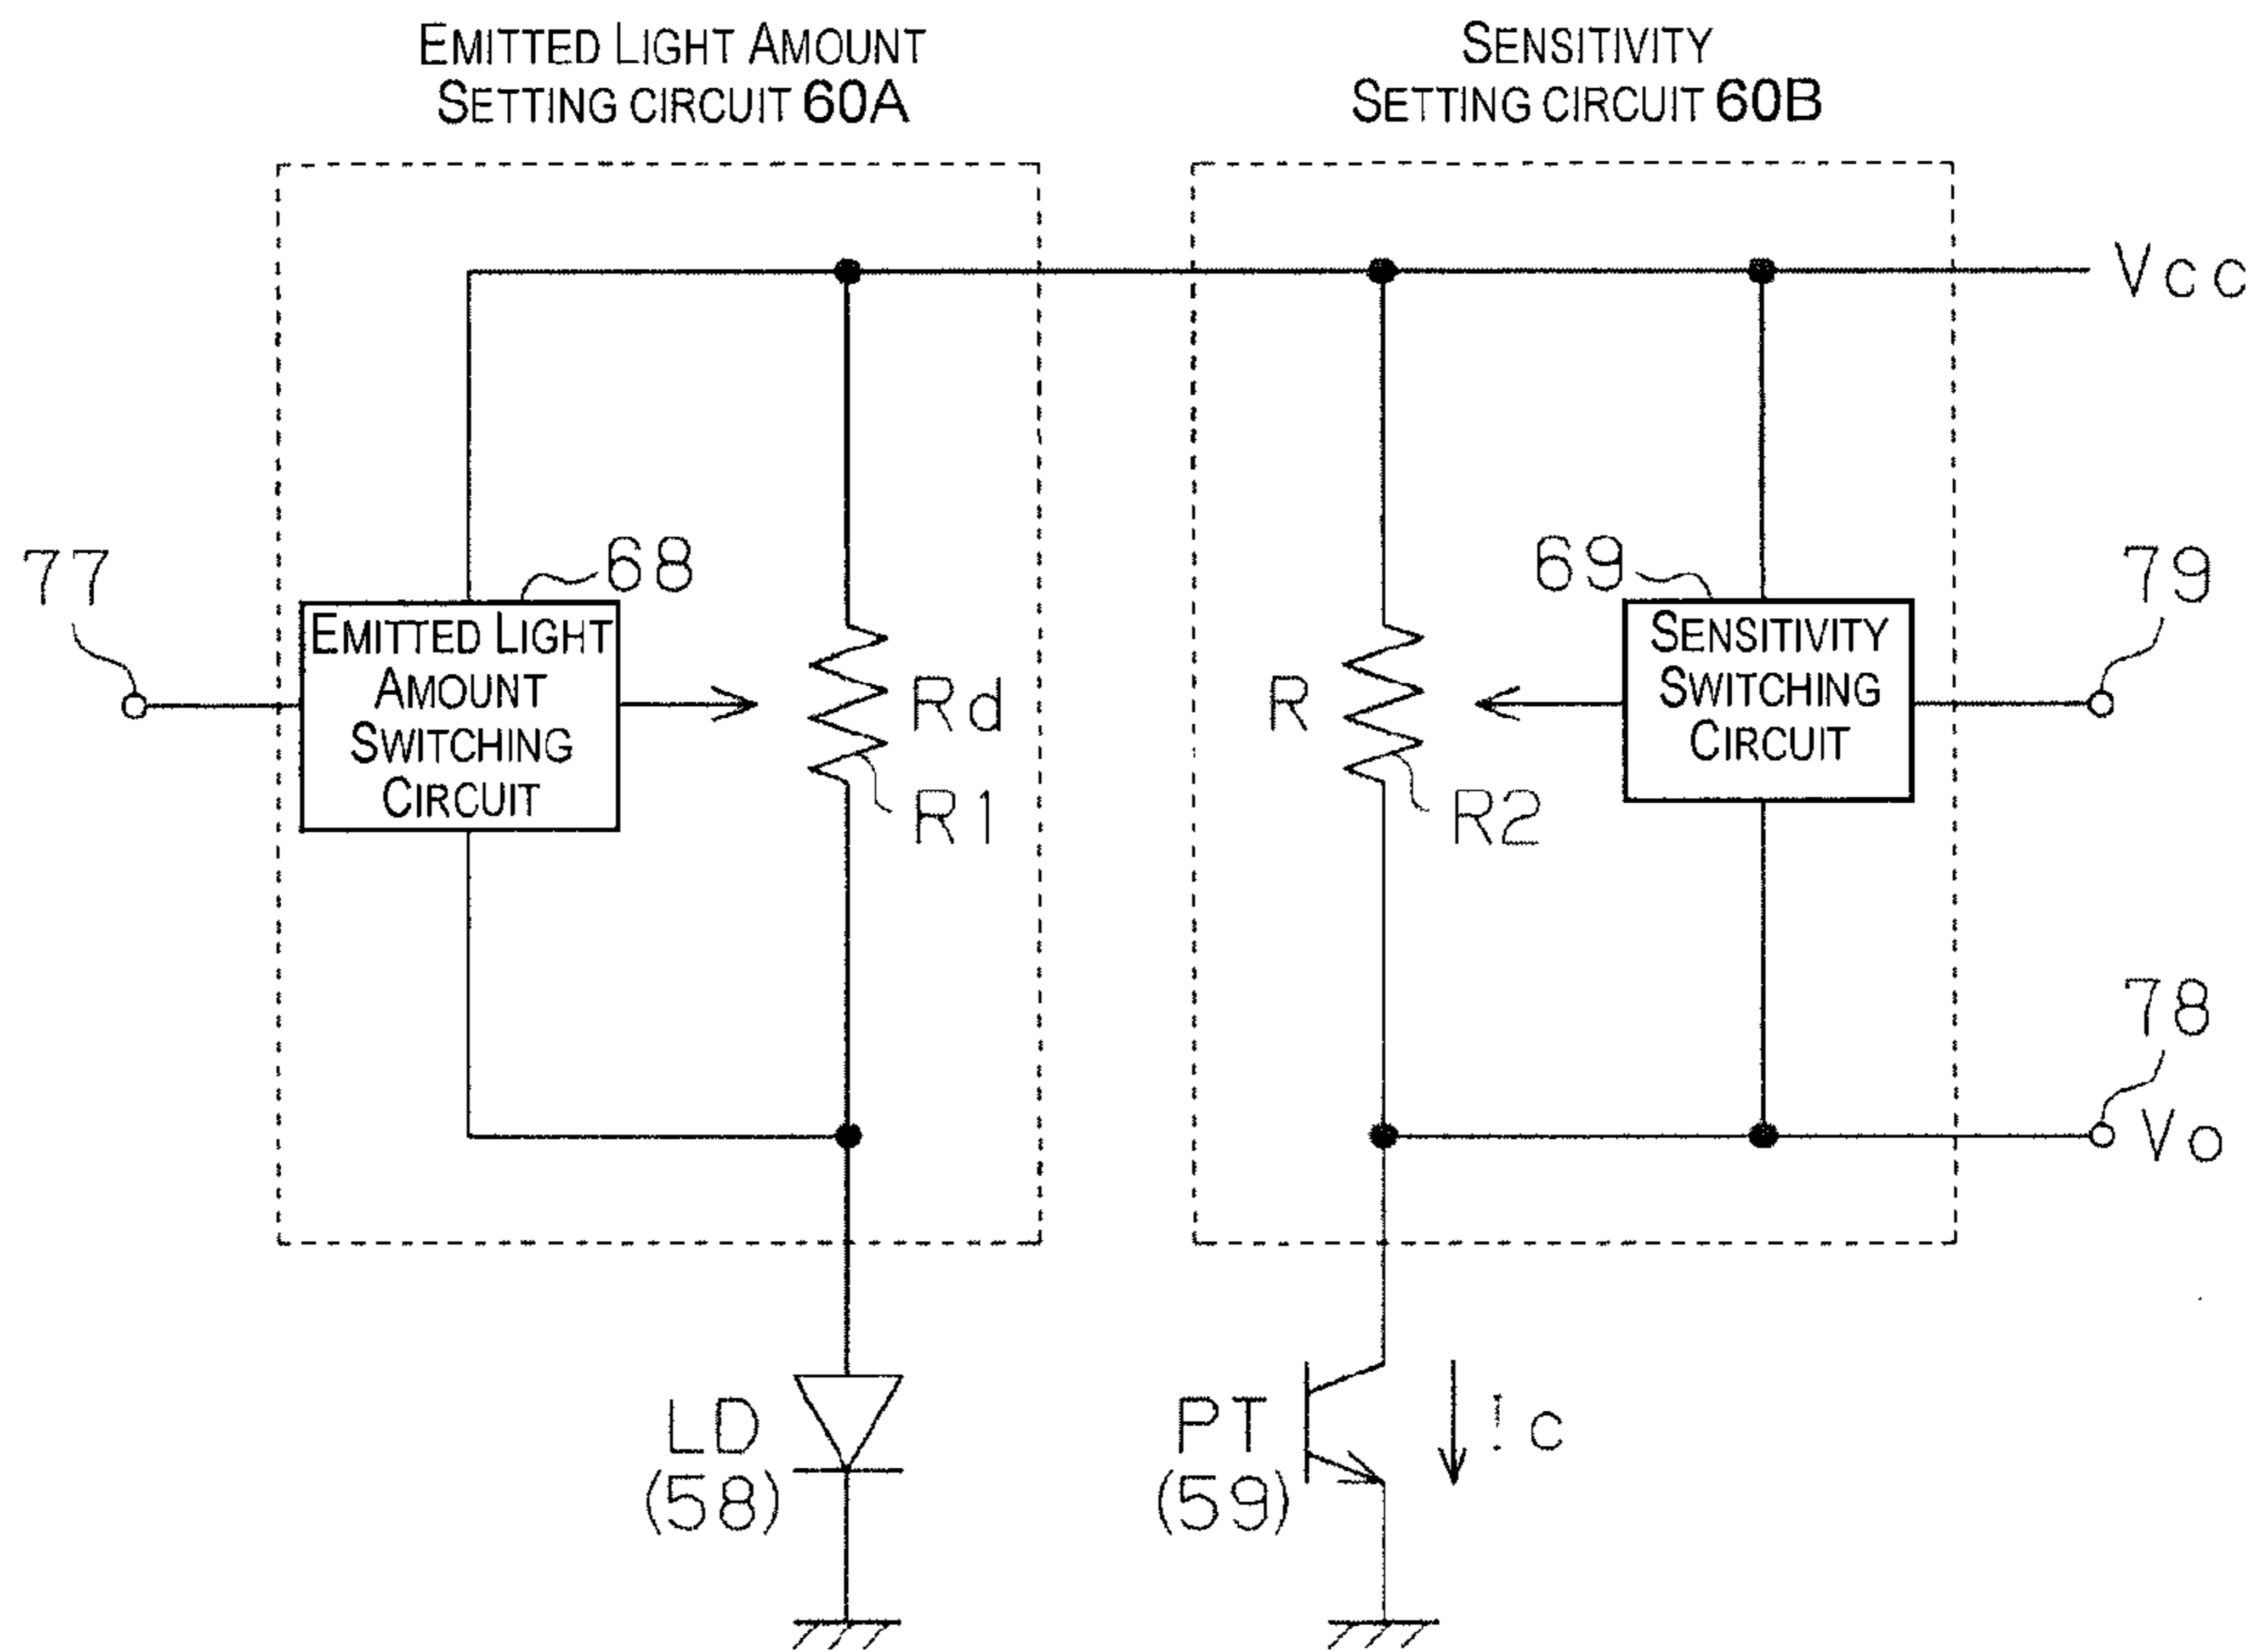 EMITTED LIGHT AMOUNT
SETTING CIRCUIT 60A
SENSITIVITY
SETTING CIRCUIT 60B
Vcc
77
68
69
79
EMITTED LIGHT
AMOUNT
SWITCHING
CIRCUIT
Rd
R1
R
R2
SENSITIVITY
SWITCHING
CIRCUIT
78
Vo
LD
(58)
PT
(59)
Ic